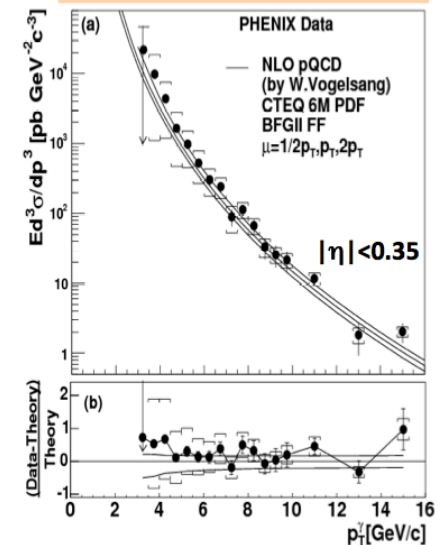 (a)
PHENIX Data
NLO pQCD
(by W.Vogelsang)
CTEQ 6M PDF
BFGII FF
μ=1/2p_T,p_T,2p_T
|η|<0.35
Ed³σ/dp³ [pb GeV⁻²c⁻³]
10⁴
10³
10²
10
1
(b)
(Data-Theory)
Theory
2
1
0
-1
0 2 4 6 8 10 12 14 16
p_T^γ[GeV/c]